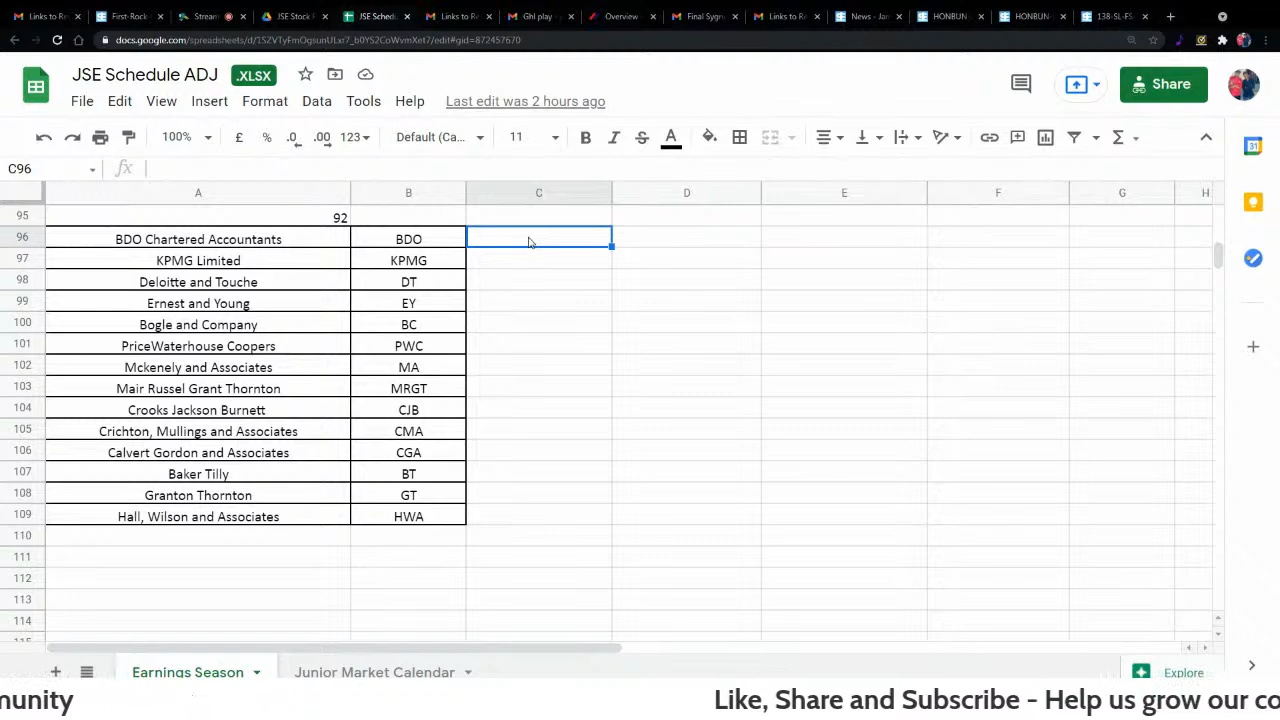 Links to Re
First-Rock-
Stream
JSE Stock F
JSE Sched
Links to Re
Ghl play -
Overview -
Final Sygn
Links to Re
News - Jan
HONBUN-
HONBUN-
138-SL-FS-
docs.google.com/spreadsheets/d/1SZVTyFmOqsunULxr7_b0YS2CoWvmXet7/edit#gid=872457670
JSE Schedule ADJ .XLSX
File Edit View Insert Format Data Tools Help Last edit was 2 hours ago
Share
100% £ % .0 .00 123 Default (Ca... 11 B I S A Σ
C96 fx
A B C D E F G H
95 92
96 BDO Chartered Accountants BDO
97 KPMG Limited KPMG
98 Deloitte and Touche DT
99 Ernest and Young EY
100 Bogle and Company BC
101 PriceWaterhouse Coopers PWC
102 Mckenely and Associates MA
103 Mair Russel Grant Thornton MRGT
104 Crooks Jackson Burnett CJB
105 Crichton, Mullings and Associates CMA
106 Calvert Gordon and Associates CGA
107 Baker Tilly BT
108 Granton Thornton GT
109 Hall, Wilson and Associates HWA
110
111
112
113
114
115
Earnings Season Junior Market Calendar Explore
munity Like, Share and Subscribe - Help us grow our co